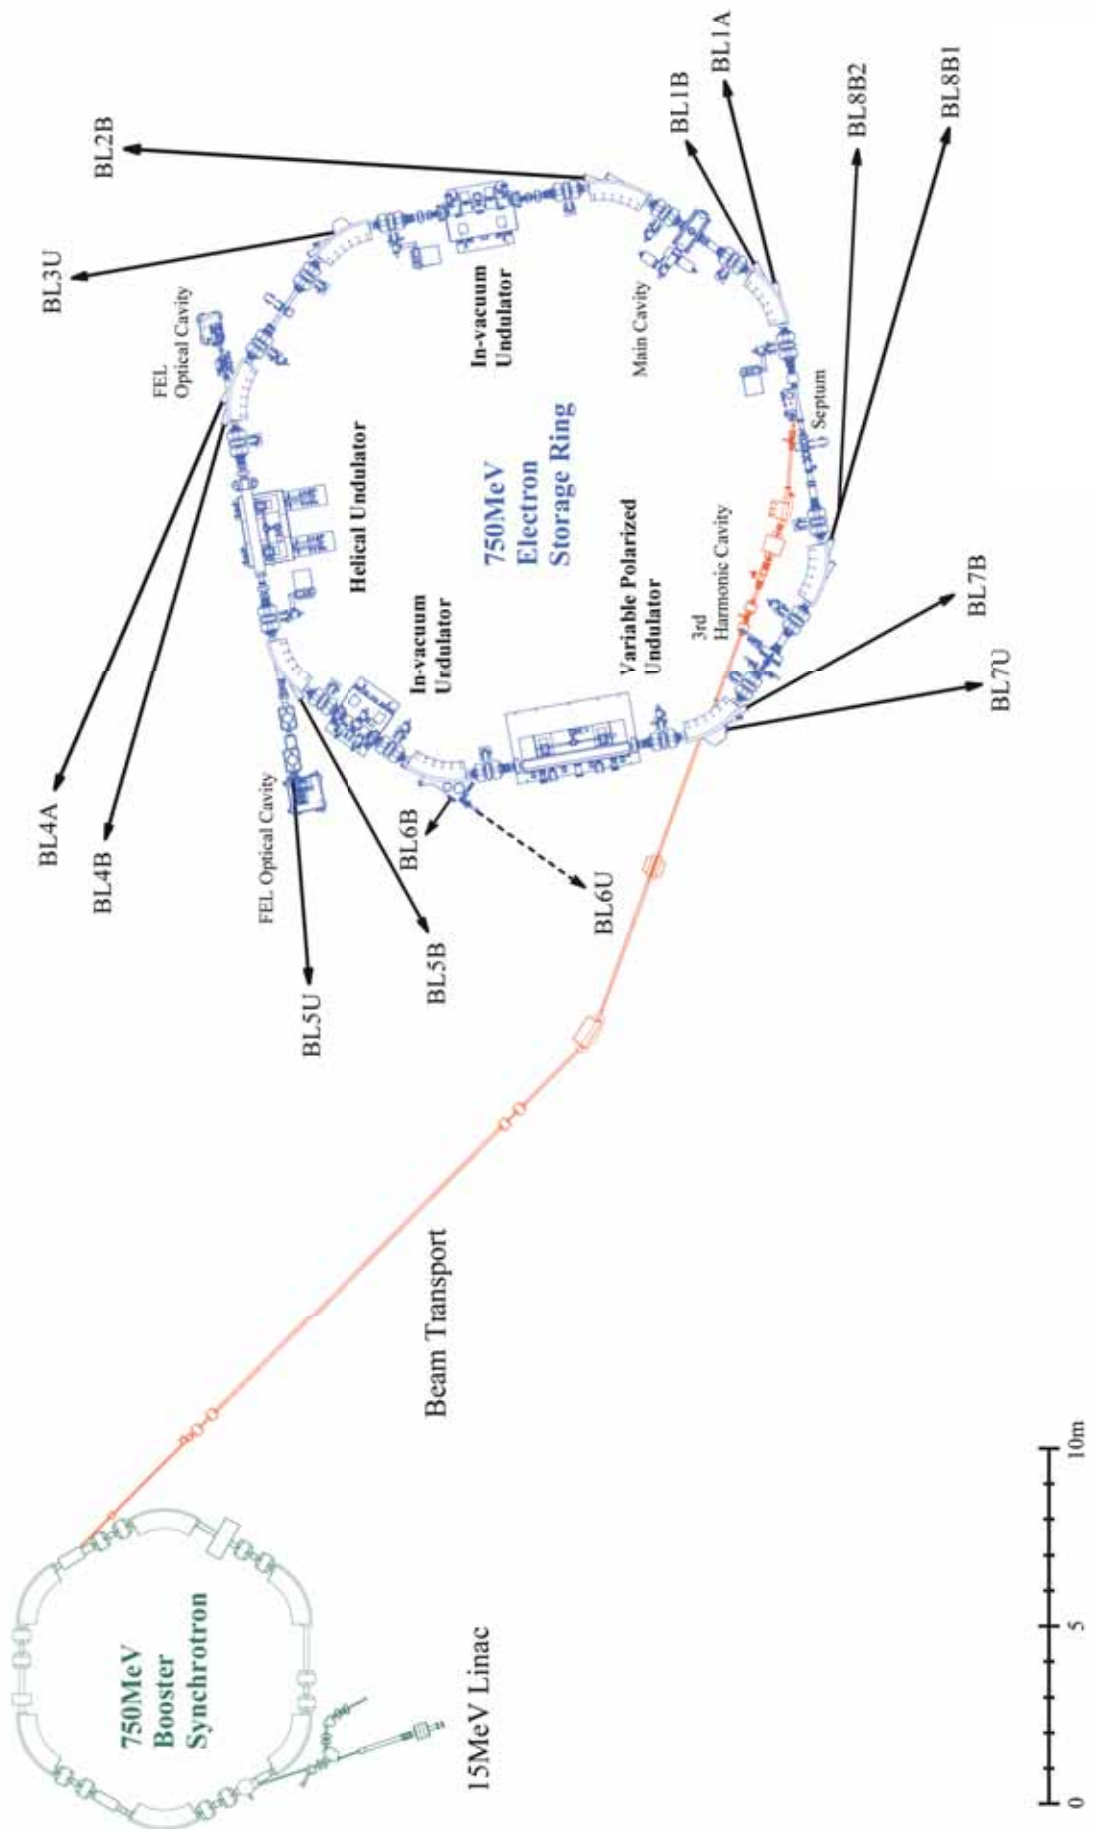 BL2B
BL3U
FEL
Optical Cavity
BL1B
BL1A
BL8B2
BL8B1
In-vacuum
Undulator
Main Cavity
Septum
Helical Undulator
750MeV
Electron
Storage Ring
In-vacuum
Urdulator
Variable Polarized
Undulator
3rd
Harmonic Cavity
BL7B
BL7U
BL4A
BL4B
FEL Optical Cavity
BL6B
BL6U
BL5B
BL5U
Beam Transport
750MeV
Booster
Synchrotron
15MeV Linac
0
5
10m